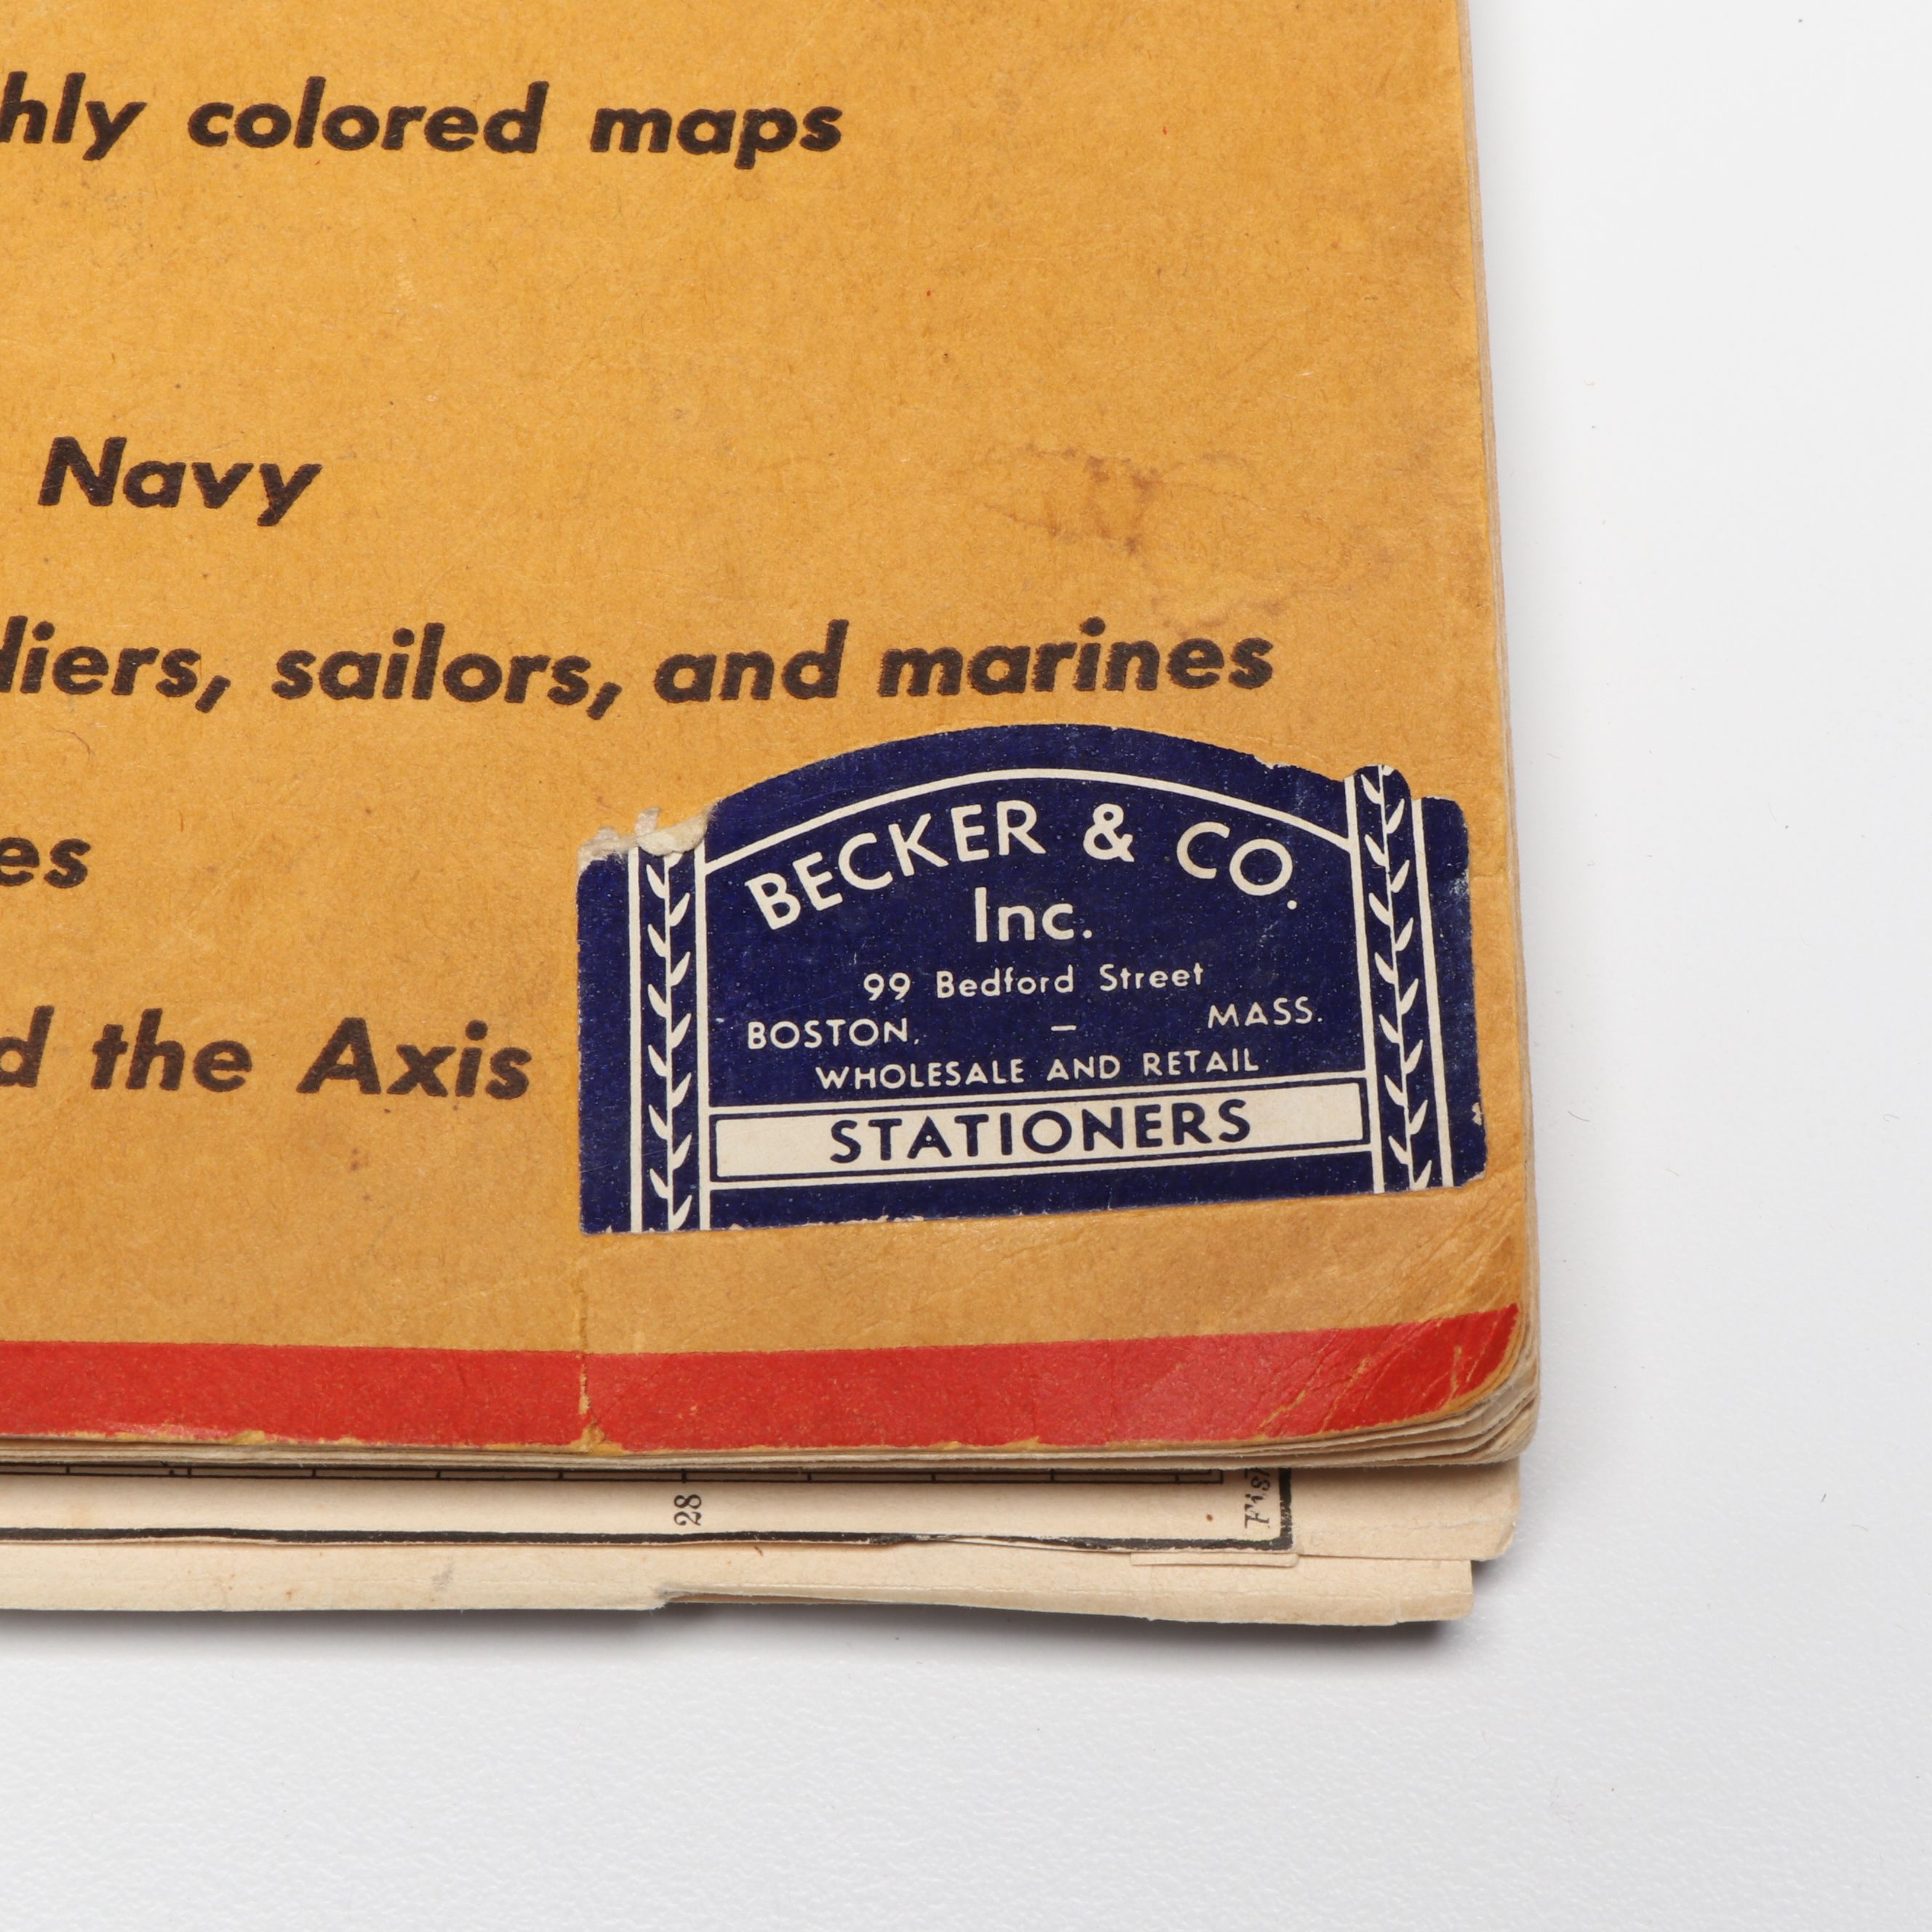 hly colored maps
Navy
diers, sailors, and marines
es
d the Axis
BECKER & CO.
Inc.
99 Bedford Street
BOSTON, - MASS.
WHOLESALE AND RETAIL
STATIONERS
28
Fis